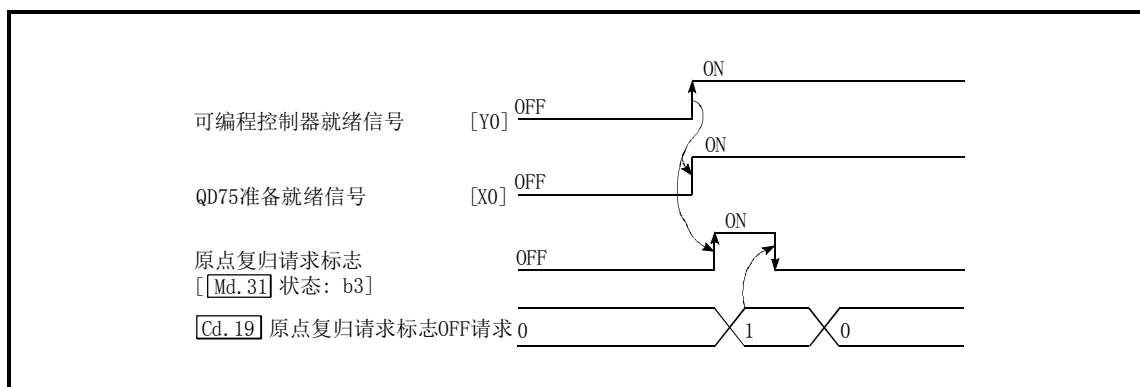 ON
可编程控制器就绪信号 [Y0] OFF
ON
QD75准备就绪信号 [X0] OFF
ON
原点复归请求标志 OFF
[Md.31 状态: b3]
Cd.19 原点复归请求标志OFF请求 0 1 0